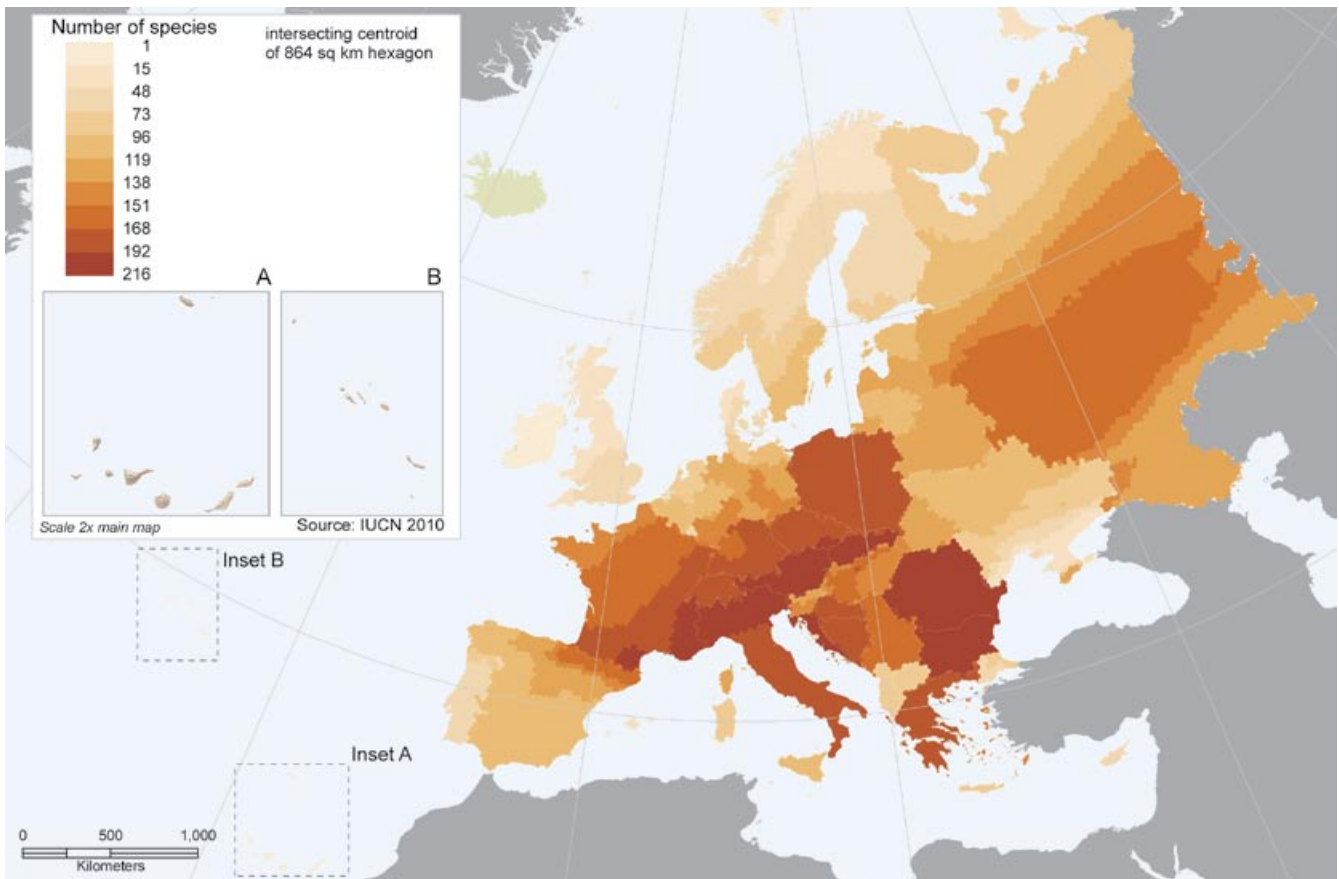 Number of species
intersecting centroid
of 864 sq km hexagon
1
15
48
73
96
119
138
151
168
192
216
A
B
Scale 2x main map
Source: IUCN 2010
Inset B
Inset A
0 500 1,000
Kilometers